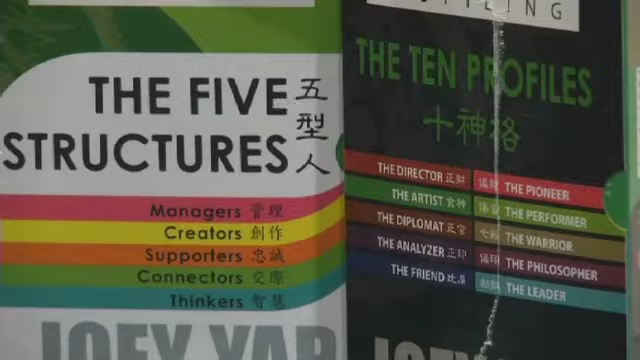 THE FIVE 五
STRUCTURES 型
人
Managers 管理
Creators 創作
Supporters 忠誠
Connectors 交際
Thinkers 智慧
JOEY YAP
THE TEN PROFILES
十神格
THE DIRECTOR 正財
THE ARTIST 食神
THE DIPLOMAT 正官
THE ANALYZER 正印
THE FRIEND 比肩
THE PIONEER
THE PERFORMER
THE WARRIOR
THE PHILOSOPHER
THE LEADER